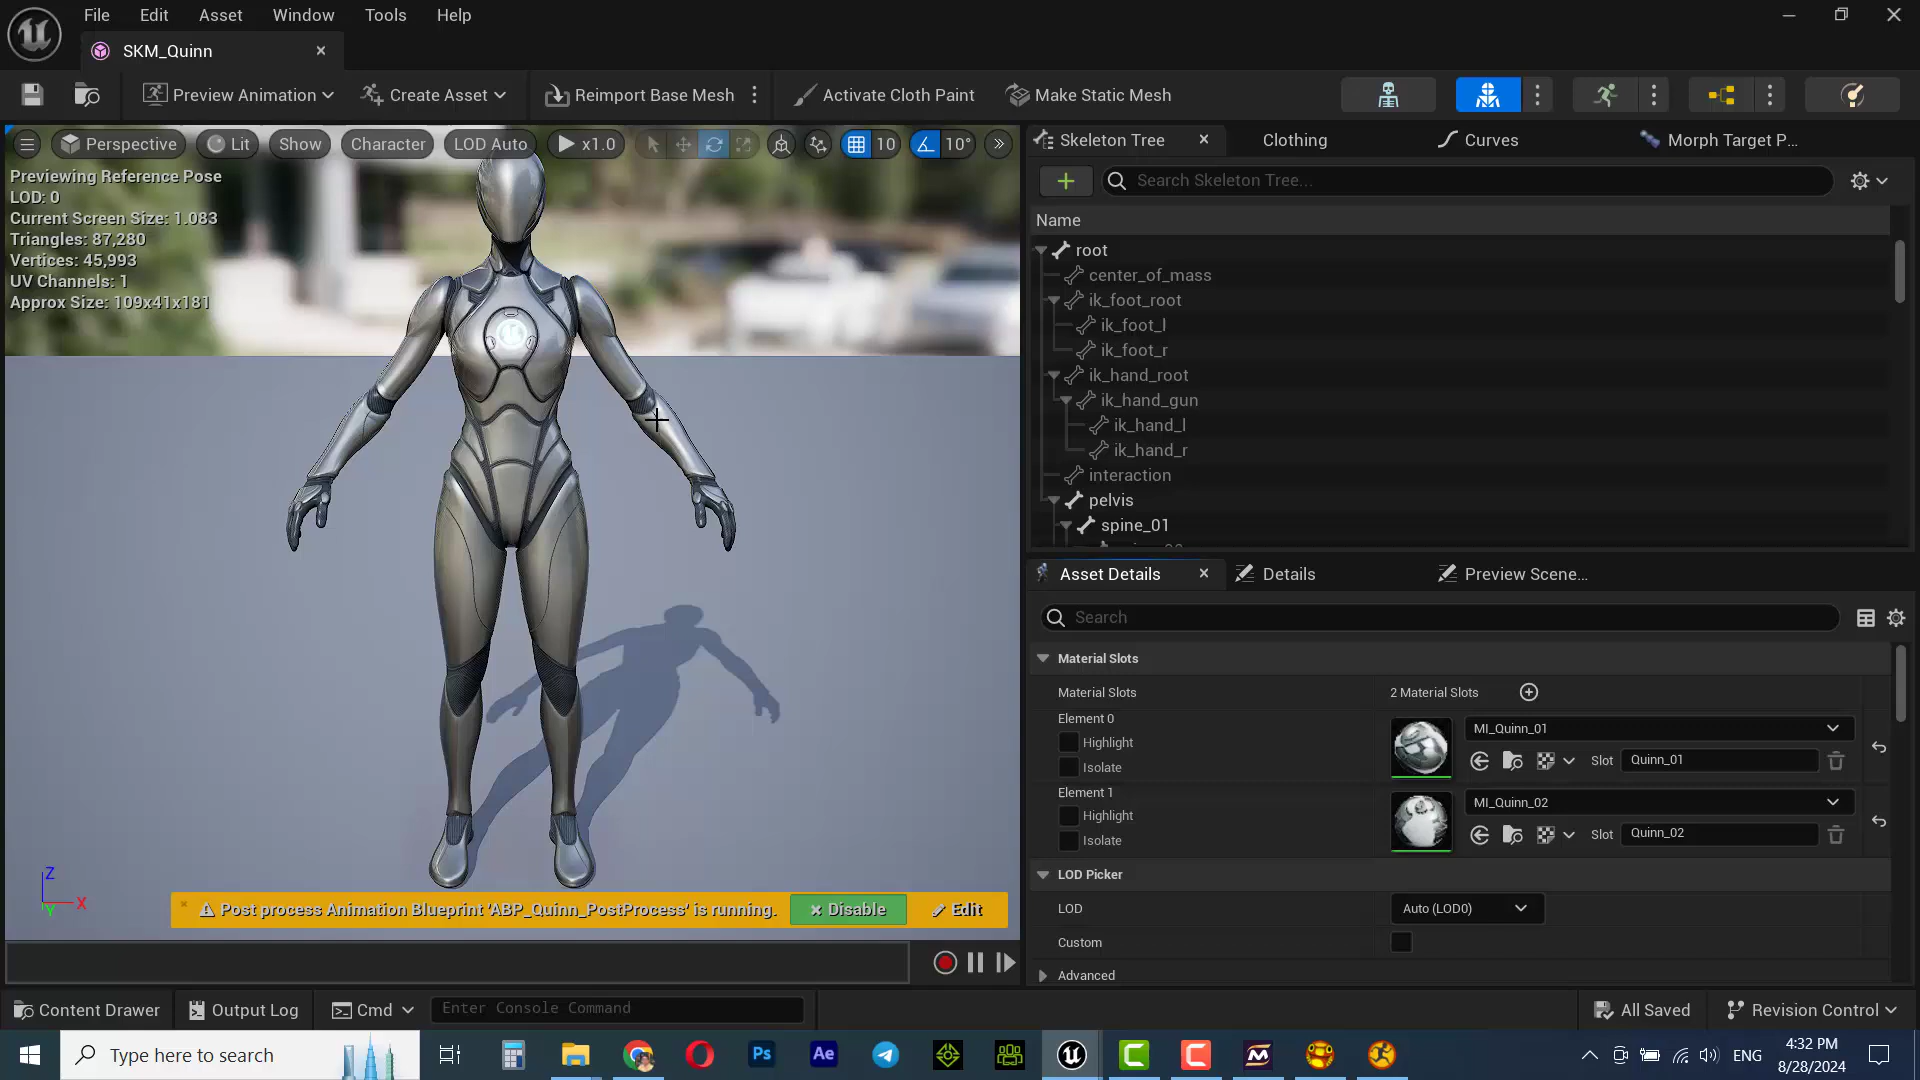 File Edit Asset Window Tools Help
SKM_Quinn
Preview Animation Create Asset Reimport Base Mesh Activate Cloth Paint Make Static Mesh
Perspective Lit Show Character LOD Auto x1.0 10 10°
Previewing Reference Pose
LOD: 0
Current Screen Size: 1.083
Triangles: 87,280
Vertices: 45,993
UV Channels: 1
Approx Size: 109x41x181
Z
X
Y
Post process Animation Blueprint 'ABP_Quinn_PostProcess' is running. Disable Edit
Skeleton Tree Clothing Curves Morph Target P...
Search Skeleton Tree...
Name
root
center_of_mass
ik_foot_root
ik_foot_l
ik_foot_r
ik_hand_root
ik_hand_gun
ik_hand_l
ik_hand_r
interaction
pelvis
spine_01
Asset Details Details Preview Scene...
Search
Material Slots
Material Slots 2 Material Slots
Element 0 MI_Quinn_01
Highlight
Isolate Slot Quinn_01
Element 1 MI_Quinn_02
Highlight
Isolate Slot Quinn_02
LOD Picker
LOD Auto (LOD0)
Custom
Advanced
Content Drawer Output Log Cmd Enter Console Command All Saved Revision Control
Type here to search Ps Ae ENG 4:32 PM
8/28/2024